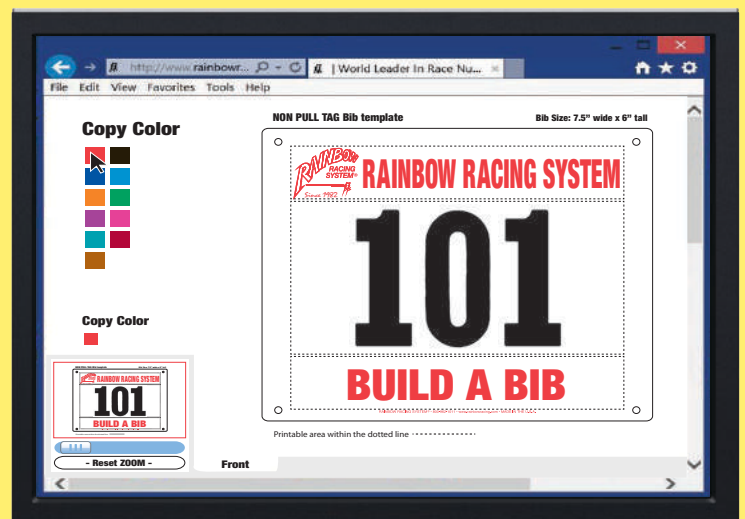 http://www.rainbowr...
| World Leader In Race Nu...
File Edit View Favorites Tools Help
Copy Color
NON PULL TAG Bib template
Bib Size: 7.5" wide x 6" tall
RAINBOW
RACING
SYSTEM®
Since 1982
RAINBOW RACING SYSTEM
101
BUILD A BIB
Printable area within the dotted line
Copy Color
RAINBOW RACING SYSTEM
101
BUILD A BIB
- Reset ZOOM -
Front